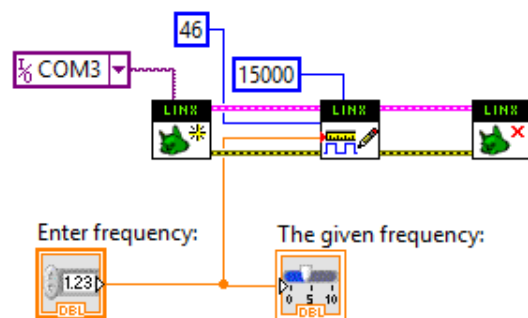 46
I/O COM3
15000
LINX LINX LINX
Enter frequency:
The given frequency:
1.23
DBL
0 5 10
DBL